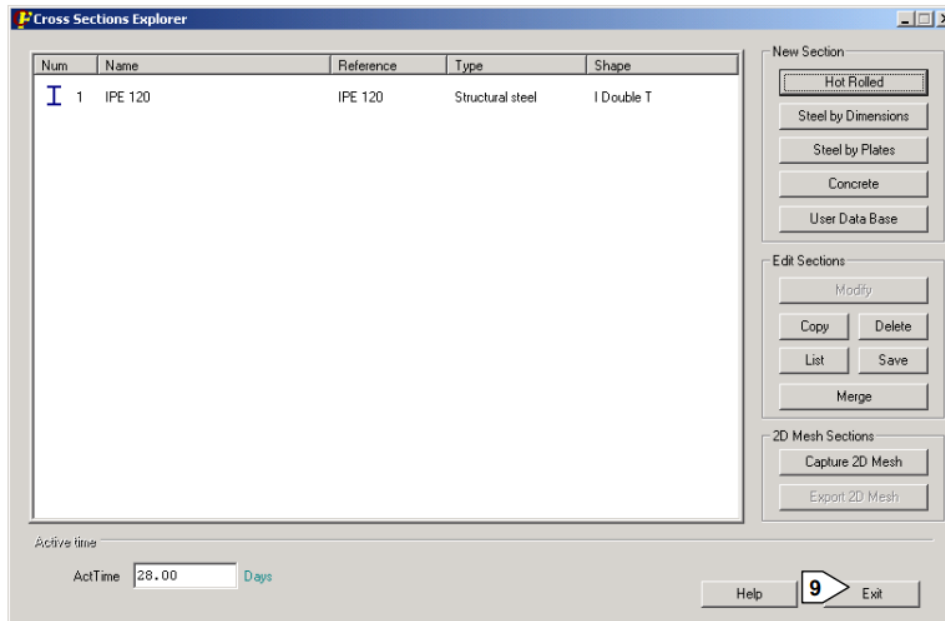 Cross Sections Explorer
Num Name Reference Type Shape
1 IPE 120 IPE 120 Structural steel I Double T
New Section
Hot Rolled
Steel by Dimensions
Steel by Plates
Concrete
User Data Base
Edit Sections
Modify
Copy Delete
List Save
Merge
2D Mesh Sections
Capture 2D Mesh
Export 2D Mesh
Active time
ActTime 28.00 Days
Help 9 Exit